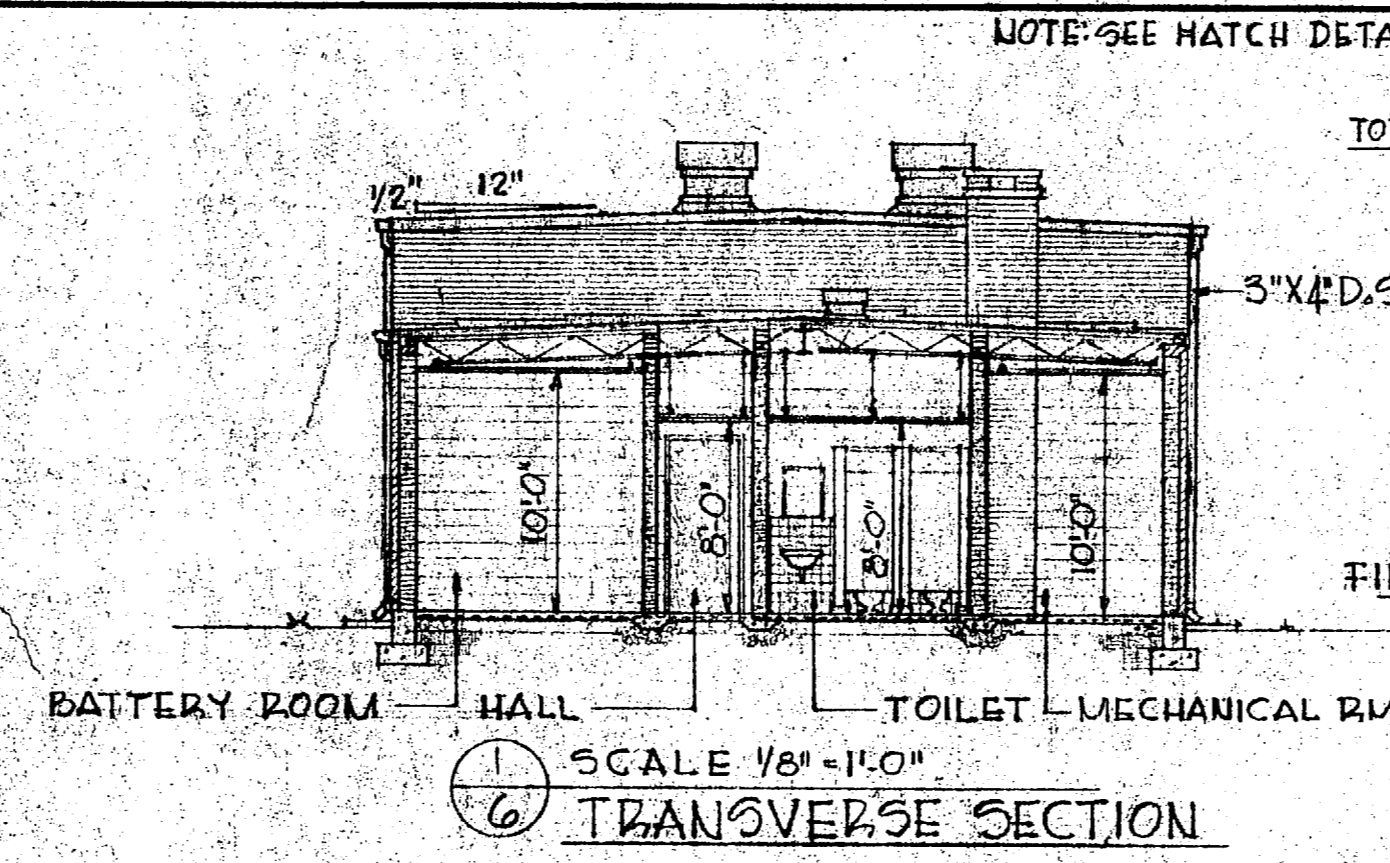 NOTE: SEE HATCH DETA
TO
1/2" 12"
3"X4" D.S
10'-0" 8'-0" 8'-0" 10'-0"
FI
BATTERY ROOM HALL TOILET MECHANICAL RM
1 SCALE 1/8" = 1'-0"
6 TRANSVERSE SECTION